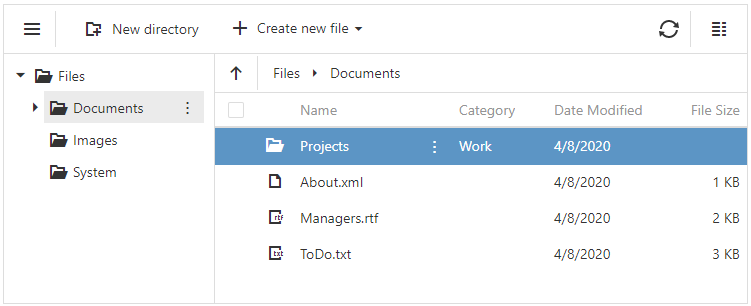 New directory
Create new file
Files
Documents
Images
System
Files Documents
Name Category Date Modified File Size
Projects Work 4/8/2020
About.xml 4/8/2020 1 KB
rtf Managers.rtf 4/8/2020 2 KB
txt ToDo.txt 4/8/2020 3 KB